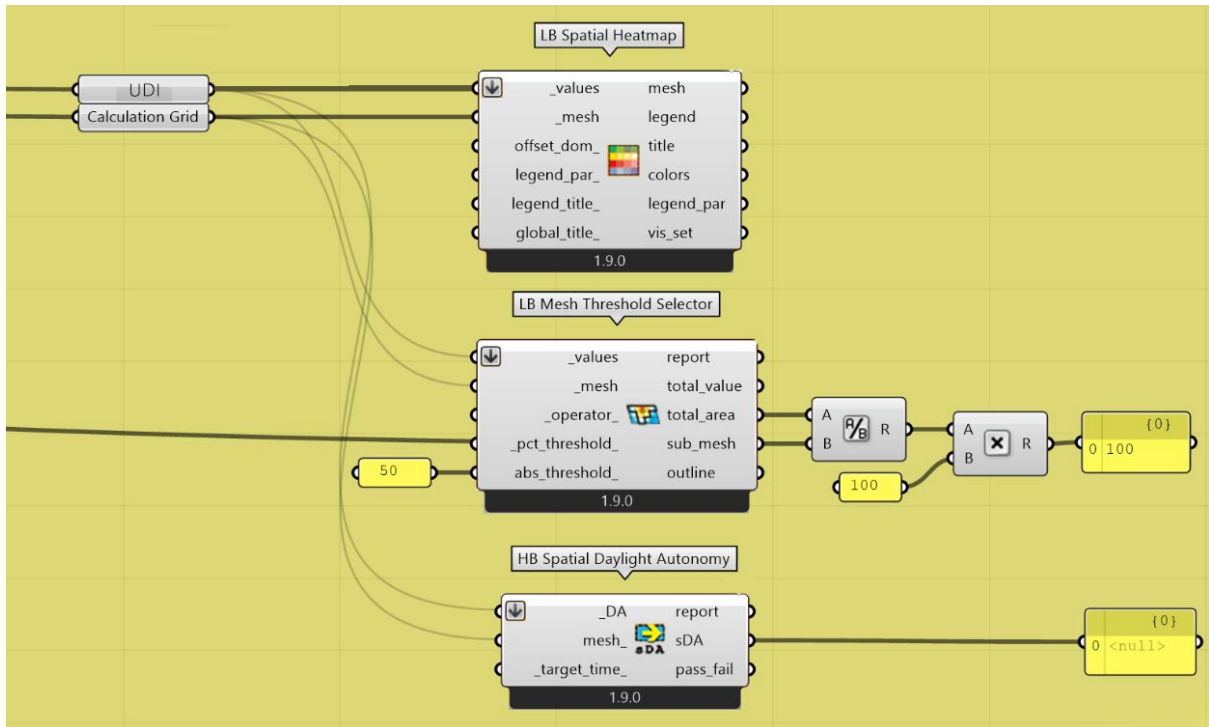 LB Spatial Heatmap
UDI
Calculation Grid
_values mesh
_mesh legend
offset_dom_ title
legend_par_ colors
legend_title_ legend_par
global_title_ vis_set
1.9.0
LB Mesh Threshold Selector
_values report
_mesh total_value
_operator_ total_area
_pct_threshold_ sub_mesh
abs_threshold_ outline
1.9.0
50
A
B
A/B
R
100
A
B
×
R
{0}
0 100
HB Spatial Daylight Autonomy
_DA report
mesh_ sDA
_target_time_ pass_fail
sDA
1.9.0
{0}
0 <null>